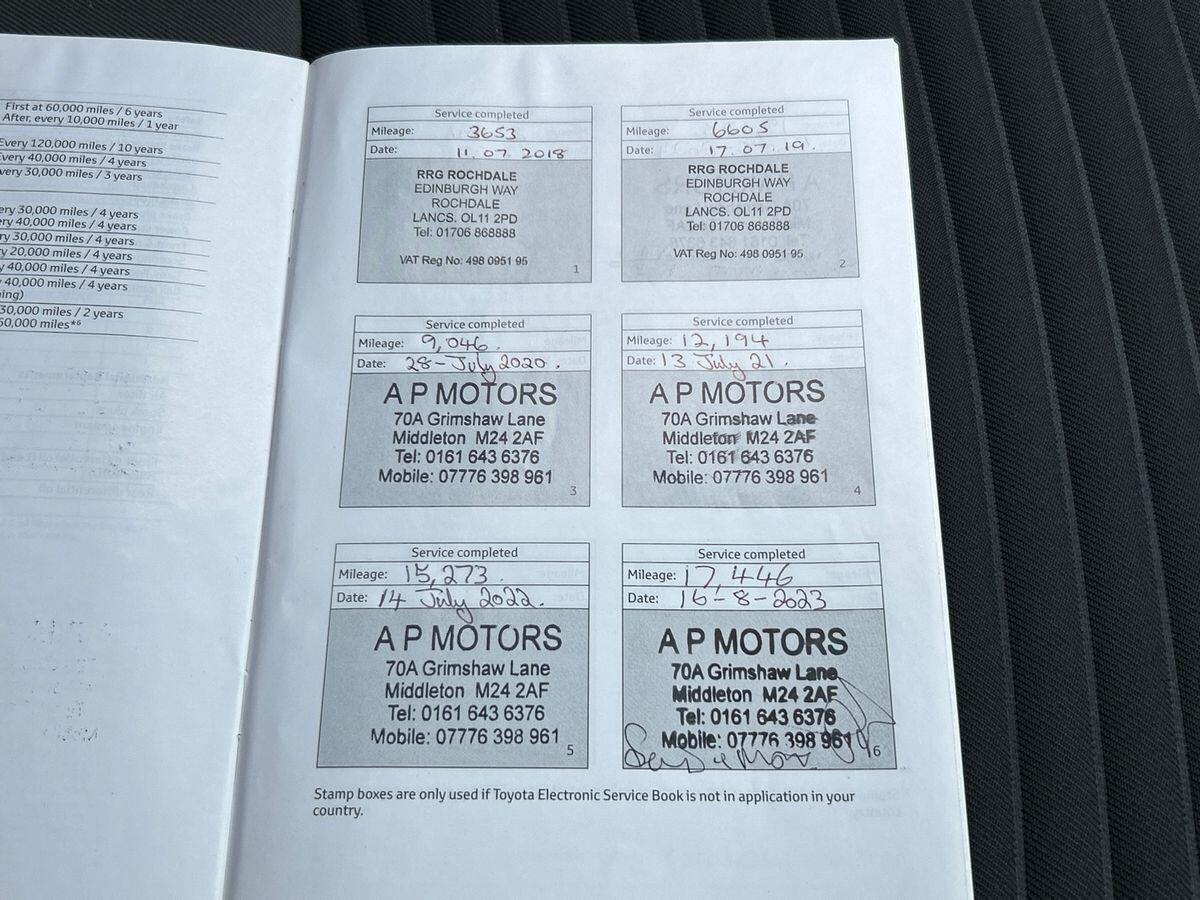 First at 60,000 miles / 6 years
After, every 10,000 miles / 1 year
Every 120,000 miles / 10 years
Every 40,000 miles / 4 years
very 30,000 miles / 3 years
ery 30,000 miles / 4 years
ry 40,000 miles / 4 years
ry 30,000 miles / 4 years
y 20,000 miles / 4 years
y 40,000 miles / 4 years
40,000 miles / 4 years
ing)
30,000 miles / 2 years
60,000 miles*6
Service completed
Mileage: 3653
Date: 11.07.2018
RRG ROCHDALE
EDINBURGH WAY
ROCHDALE
LANCS. OL11 2PD
Tel: 01706 868888
VAT Reg No: 498 0951 95
1
Service completed
Mileage: 6605
Date: 17.07.19.
RRG ROCHDALE
EDINBURGH WAY
ROCHDALE
LANCS. OL11 2PD
Tel: 01706 868888
VAT Reg No: 498 0951 95
2
Service completed
Mileage: 9,046.
Date: 28-July 2020.
A P MOTORS
70A Grimshaw Lane
Middleton M24 2AF
Tel: 0161 643 6376
Mobile: 07776 398 961
3
Service completed
Mileage: 12,194
Date: 13 July 21.
A P MOTORS
70A Grimshaw Lane
Middleton M24 2AF
Tel: 0161 643 6376
Mobile: 07776 398 961
4
Service completed
Mileage: 15,273.
Date: 14 July 2022.
A P MOTORS
70A Grimshaw Lane
Middleton M24 2AF
Tel: 0161 643 6376
Mobile: 07776 398 961
5
Service completed
Mileage: 17,446
Date: 16-8-2023
A P MOTORS
70A Grimshaw Lane
Middleton M24 2AF
Tel: 0161 643 6376
Mobile: 07776 398 961
6
Stamp boxes are only used if Toyota Electronic Service Book is not in application in your
country.